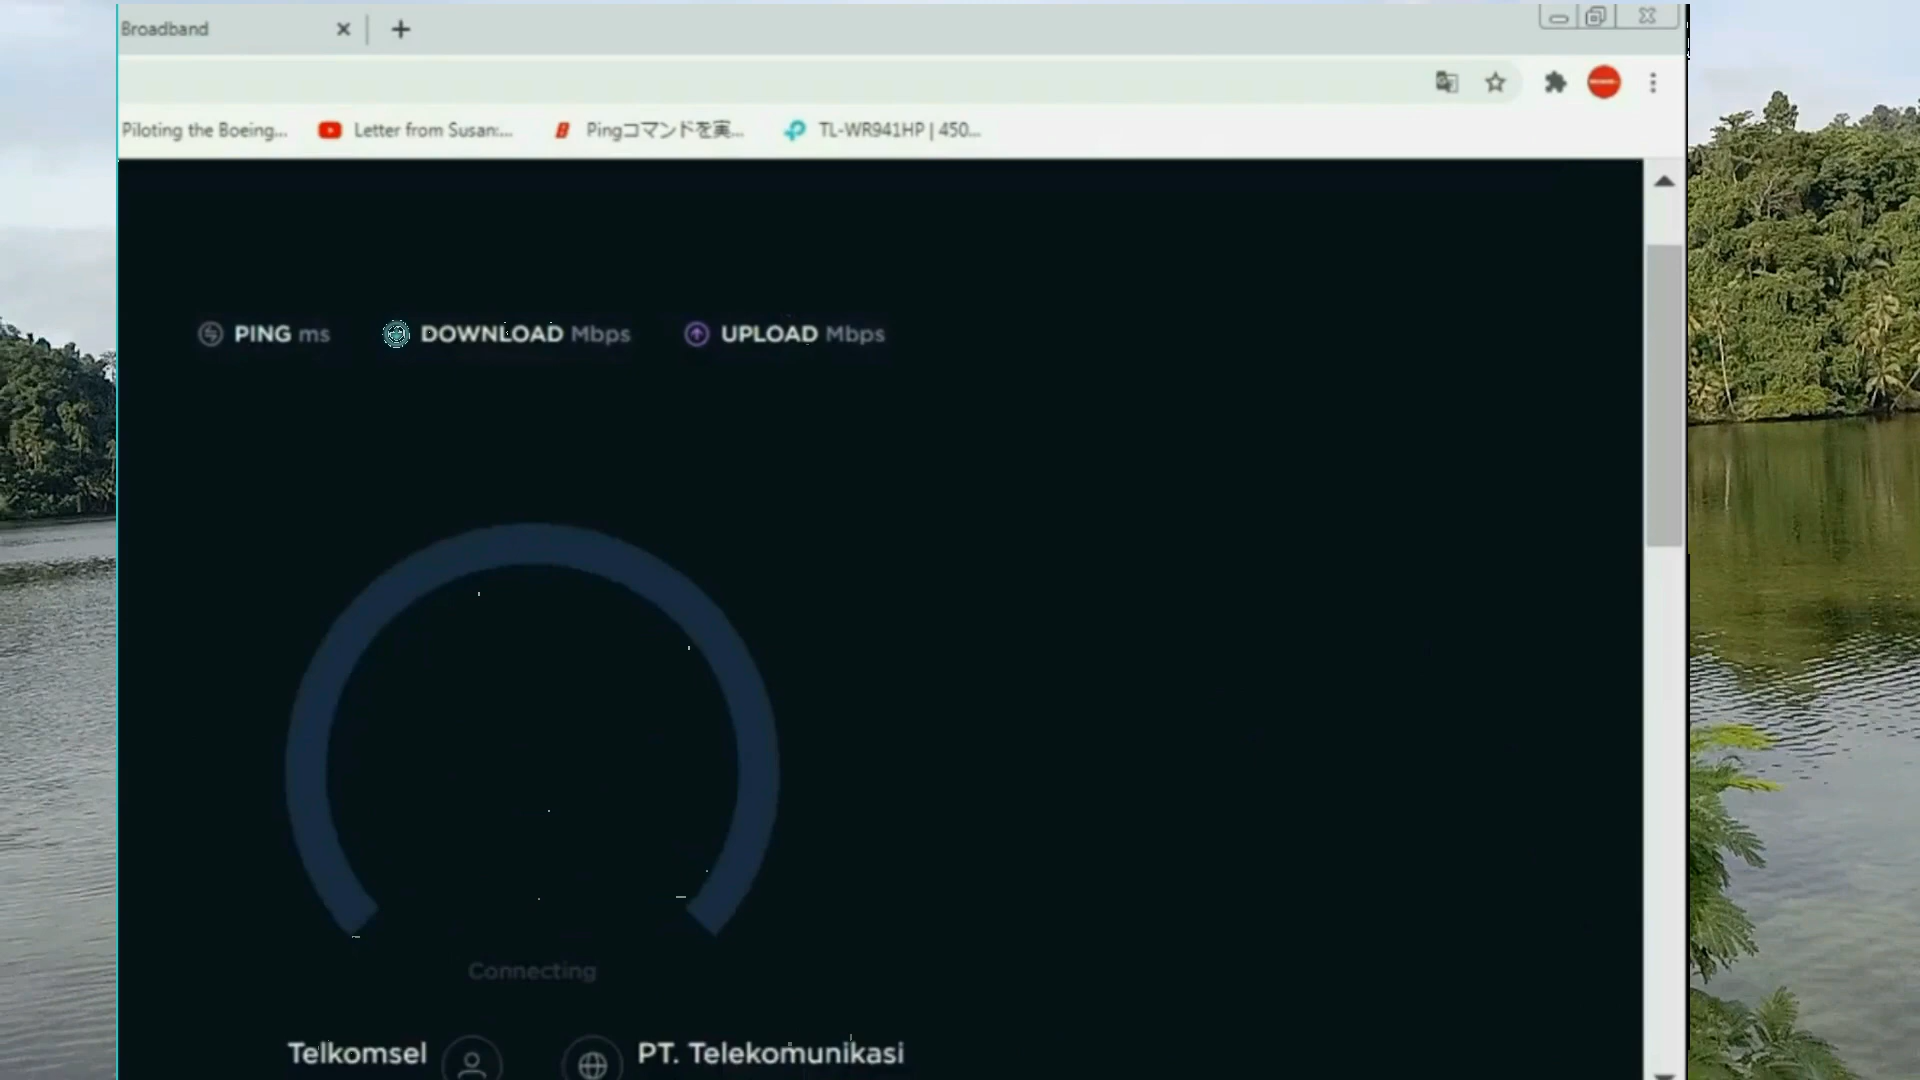 Broadband
Piloting the Boeing... Letter from Susan:... Pingコマンドを実... TL-WR941HP | 450...
PING ms DOWNLOAD Mbps UPLOAD Mbps
Connecting
Telkomsel PT. Telekomunikasi